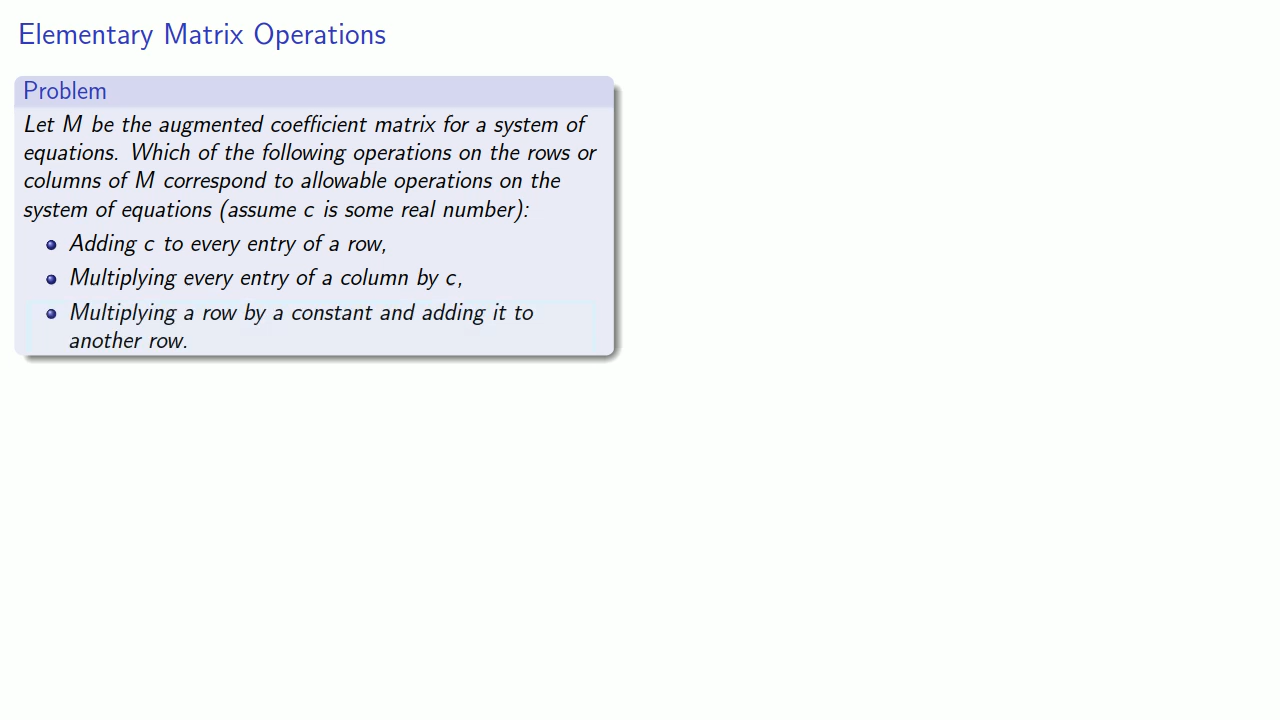 Elementary Matrix Operations
Problem
Let M be the augmented coefficient matrix for a system of
equations. Which of the following operations on the rows or
columns of M correspond to allowable operations on the
system of equations (assume c is some real number):
Adding c to every entry of a row,
Multiplying every entry of a column by c,
Multiplying a row by a constant and adding it to
another row.